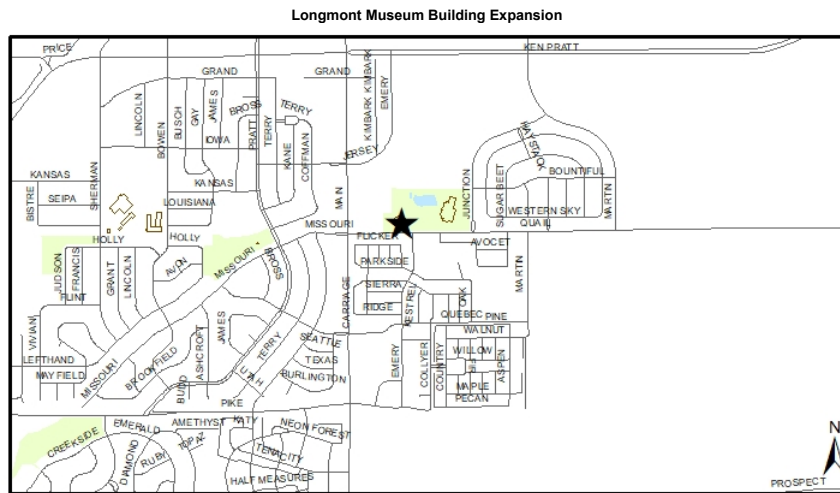 Longmont Museum Building Expansion
PRICE
KEN PRATT
GRAND
GRAND
LINCOLN
BOWEN
BUSCH
GAY
JAMES
BROSS
PRATT
TERRY
TERRY
KIMBARK
KIMBARK
EMERY
IOWA
KANE
COFFMAN
JERSEY
HAYSTACK
BOUNTIFUL
KANSAS
KANSAS
BISTRE
SEIPA
SHERMAN
LOUISIANA
MAIN
JUNCTION
SUGAR BEET
MARTIN
WESTERN SKY
QUAIL
MISSOURI
FLICKER
AVOCET
HOLLY
HOLLY
MISSOURI
BROSS
PARKSIDE
JUDSON
FRANCIS
GRANT
LINCOLN
AVON
MARTIN
SIERRA
FLINT
CARRIAGE
RIDGE
KESTREL
OAK
QUEBEC
PINE
VIVIAN
JAMES
ASHCROFT
TERRY
SEATTLE
WALNUT
LEFTHAND
BROOKFIELD
TEXAS
EMERY
COLLYER
COUNTRY
WILLOW
ASPEN
MAYFIELD
MISSOURI
BUDD
UTAH
BURLINGTON
MAPLE
PECAN
PIKE
EMERALD
AMETHYST
KATY
NEON FOREST
CREEKSIDE
DIAMOND
RUBY
TOPAZ
TENACITY
HALF MEASURES
N
PROSPECT